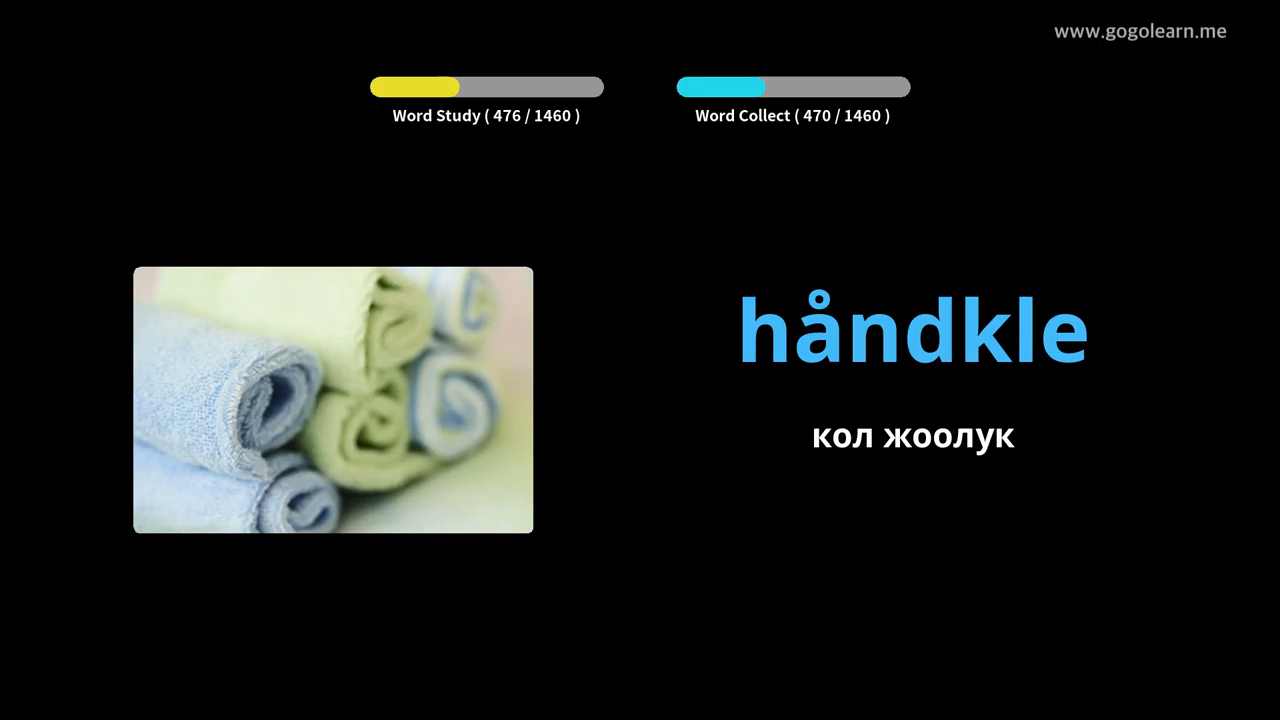 www.gogolearn.me
Word Study ( 476 / 1460 )
Word Collect ( 470 / 1460 )
håndkle
кол жоолук